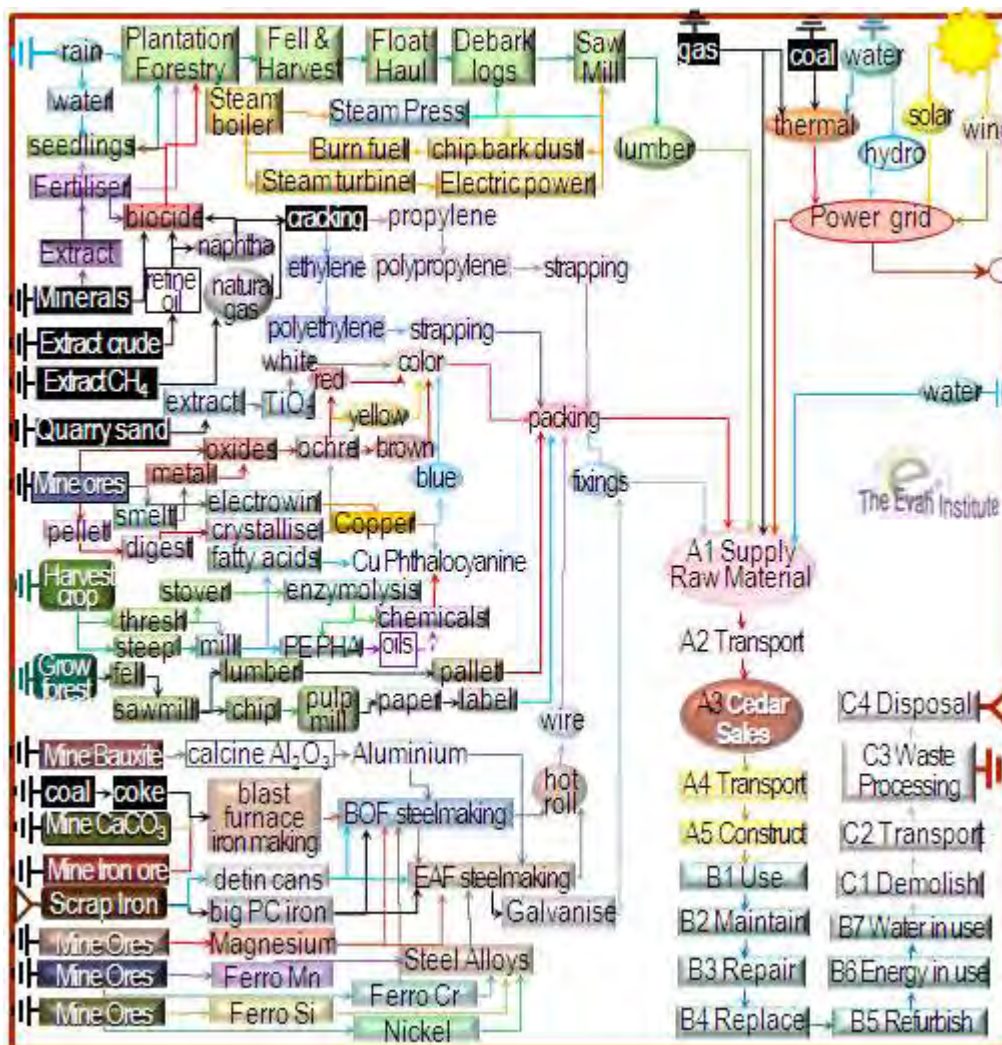 rain
Plantation
Forestry
Fell &
Harvest
Float
Haul
Debark
logs
Saw
Mill
gas
coal
water
water
Steam
boiler
Steam Press
thermal
solar
seedlings
Burn fuel
chip bark dust
lumber
hydro
Fertiliser
Steam turbine
Electric power
biocide
cracking
propylene
Power grid
Extract
naphtha
ethylene
polypropylene
strapping
Minerals
refine
oil
natural
gas
Extract crude
polyethylene
strapping
white
color
Extract CH4
red
extract
TiO2
yellow
packing
water
Quarry sand
oxides
ochre
brown
metal
blue
fixings
e
The Evah Institute
Mine ores
smelt
electrowin
pellet
crystallise
Copper
digest
fatty acids
Cu Phthalocyanine
A1 Supply
Raw Material
Harvest
crop
stover
enzymolysis
thresh
chemicals
steep
mill
PE PHA
oils
A2 Transport
Grow
forest
fell
lumber
pallet
sawmill
chip
pulp
mill
paper
label
A3 Cedar
Sales
C4 Disposal
wire
Mine Bauxite
calcine Al2O3
Aluminium
C3 Waste
Processing
hot
roll
A4 Transport
coal
coke
blast
furnace
iron making
BOF steelmaking
Mine CaCO3
A5 Construct
C2 Transport
Mine Iron ore
detin cans
EAF steelmaking
B1 Use
C1 Demolish
Scrap Iron
big PC iron
Galvanise
B2 Maintain
B7 Water in use
Mine Ores
Magnesium
Steel Alloys
Mine Ores
Ferro Mn
B3 Repair
B6 Energy in use
Ferro Cr
Mine Ores
Ferro Si
Nickel
B4 Replace
B5 Refurbish